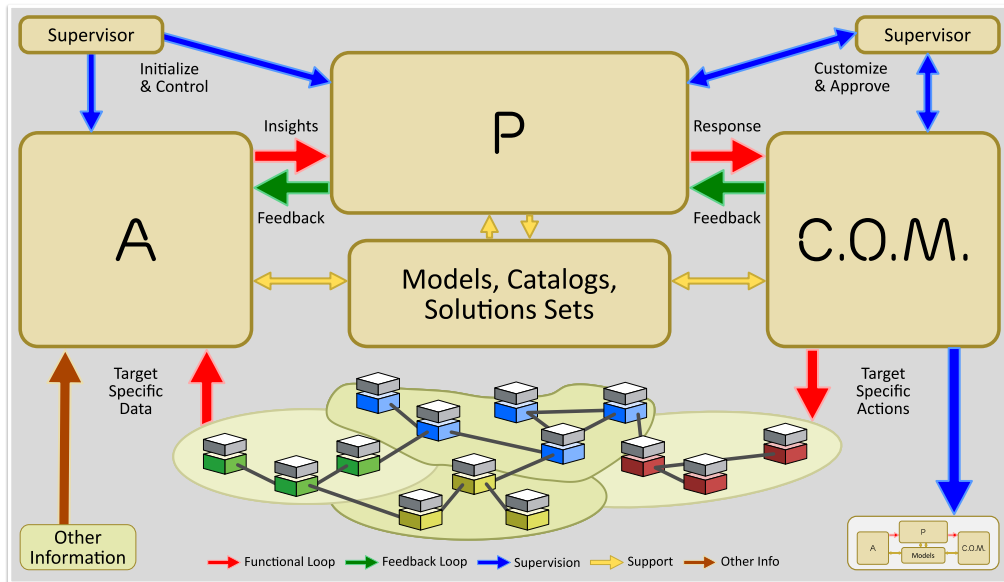 Supervisor
Supervisor
Initialize
& Control
Customize
& Approve
P
Insights
Response
Feedback
Feedback
A
C.O.M.
Models, Catalogs,
Solutions Sets
Target
Specific
Data
Target
Specific
Actions
Other
Information
P
A
C.O.M.
Models
Functional Loop
Feedback Loop
Supervision
Support
Other Info